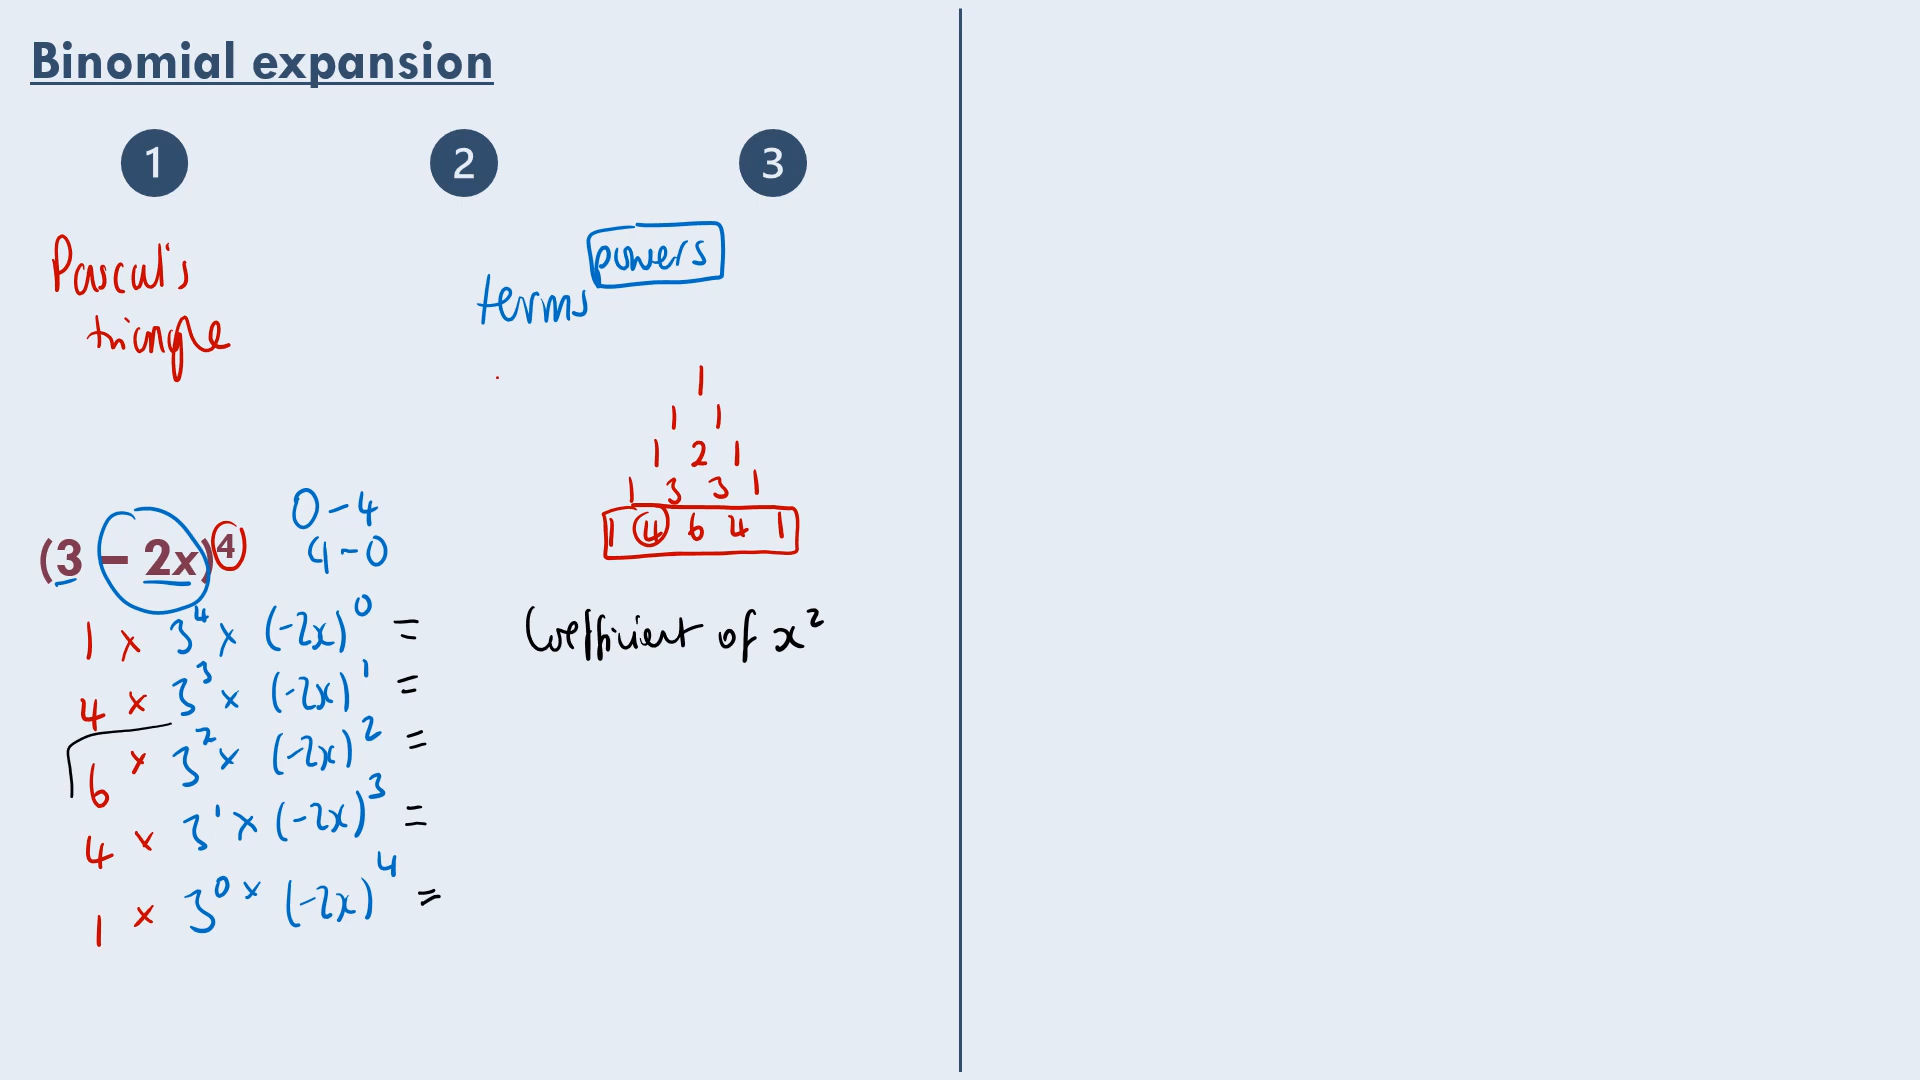 Binomial expansion
1 2 3
Pascal's
triangle
powers
terms
1
1 1
1 2 1
1 3 3 1
1 4 6 4 1
0 - 4
4 - 0
(3 - 2x)⁴
1 × 3⁴ × (-2x)⁰ =
4 × 3³ × (-2x)¹ =
6 × 3² × (-2x)² =
4 × 3¹ × (-2x)³ =
1 × 3⁰ × (-2x)⁴ =
Coefficient of x²